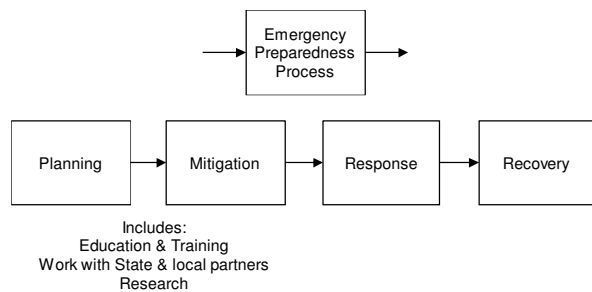 Emergency
Preparedness
Process
Planning
Mitigation
Response
Recovery
Includes:
Education & Training
Work with State & local partners
Research